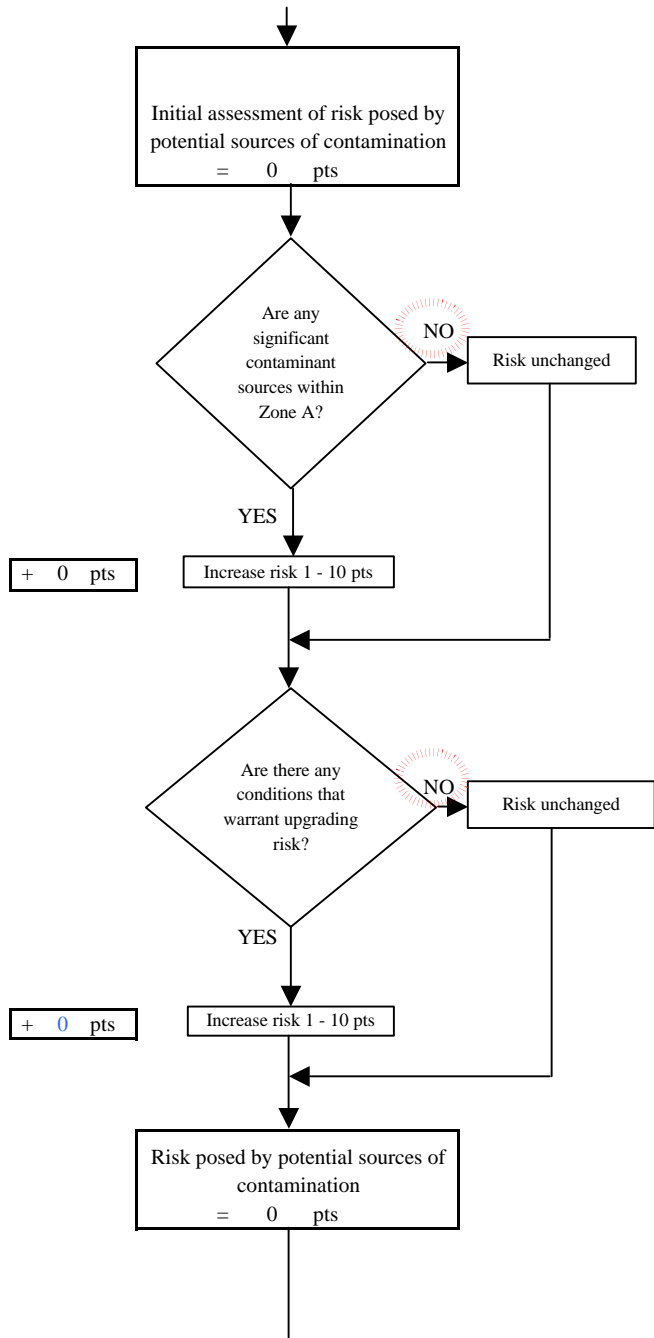 Initial assessment of risk posed by
potential sources of contamination
= 0 pts
Are any
significant
contaminant
sources within
Zone A?
NO
Risk unchanged
YES
+ 0 pts
Increase risk 1 - 10 pts
Are there any
conditions that
warrant upgrading
risk?
NO
Risk unchanged
YES
+ 0 pts
Increase risk 1 - 10 pts
Risk posed by potential sources of
contamination
= 0 pts